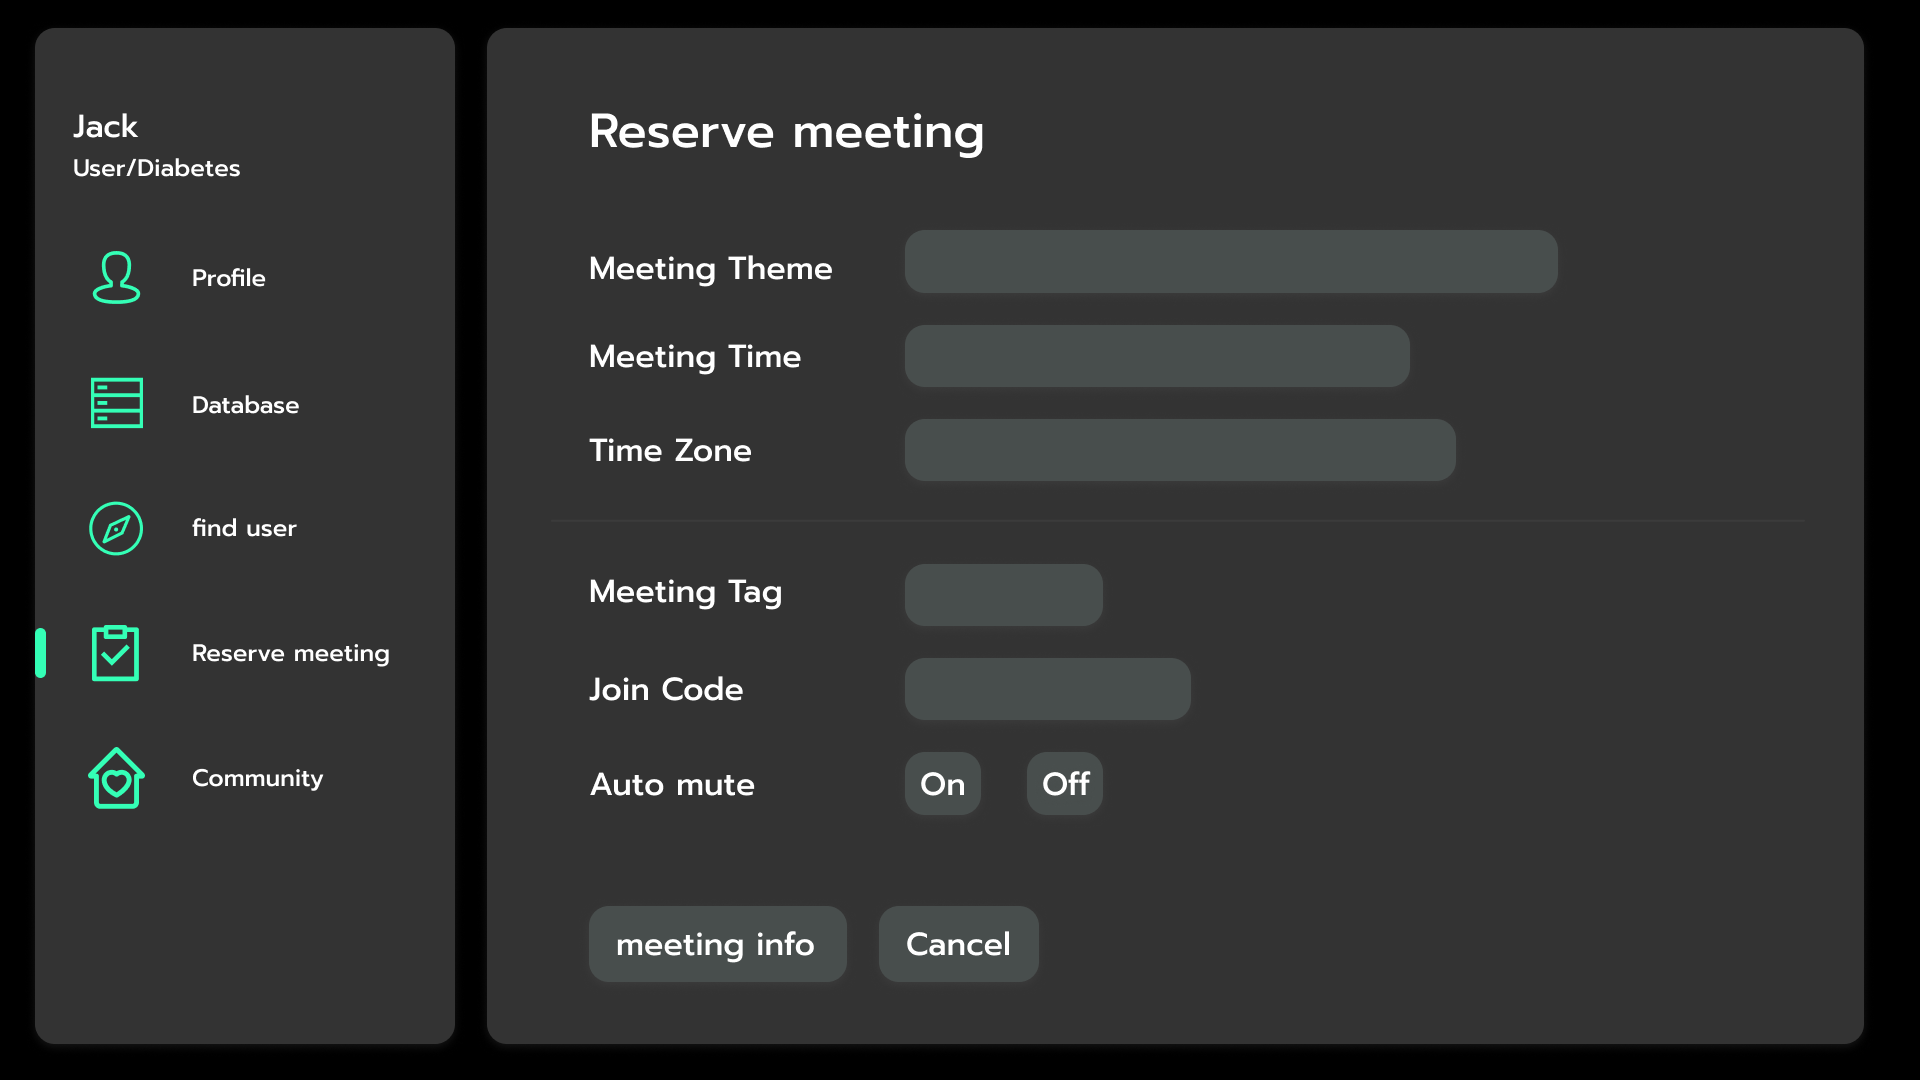 Jack
User/Diabetes
Profile
Database
find user
Reserve meeting
Community
Reserve meeting
Meeting Theme
Meeting Time
Time Zone
Meeting Tag
Join Code
Auto mute
On
Off
meeting info
Cancel